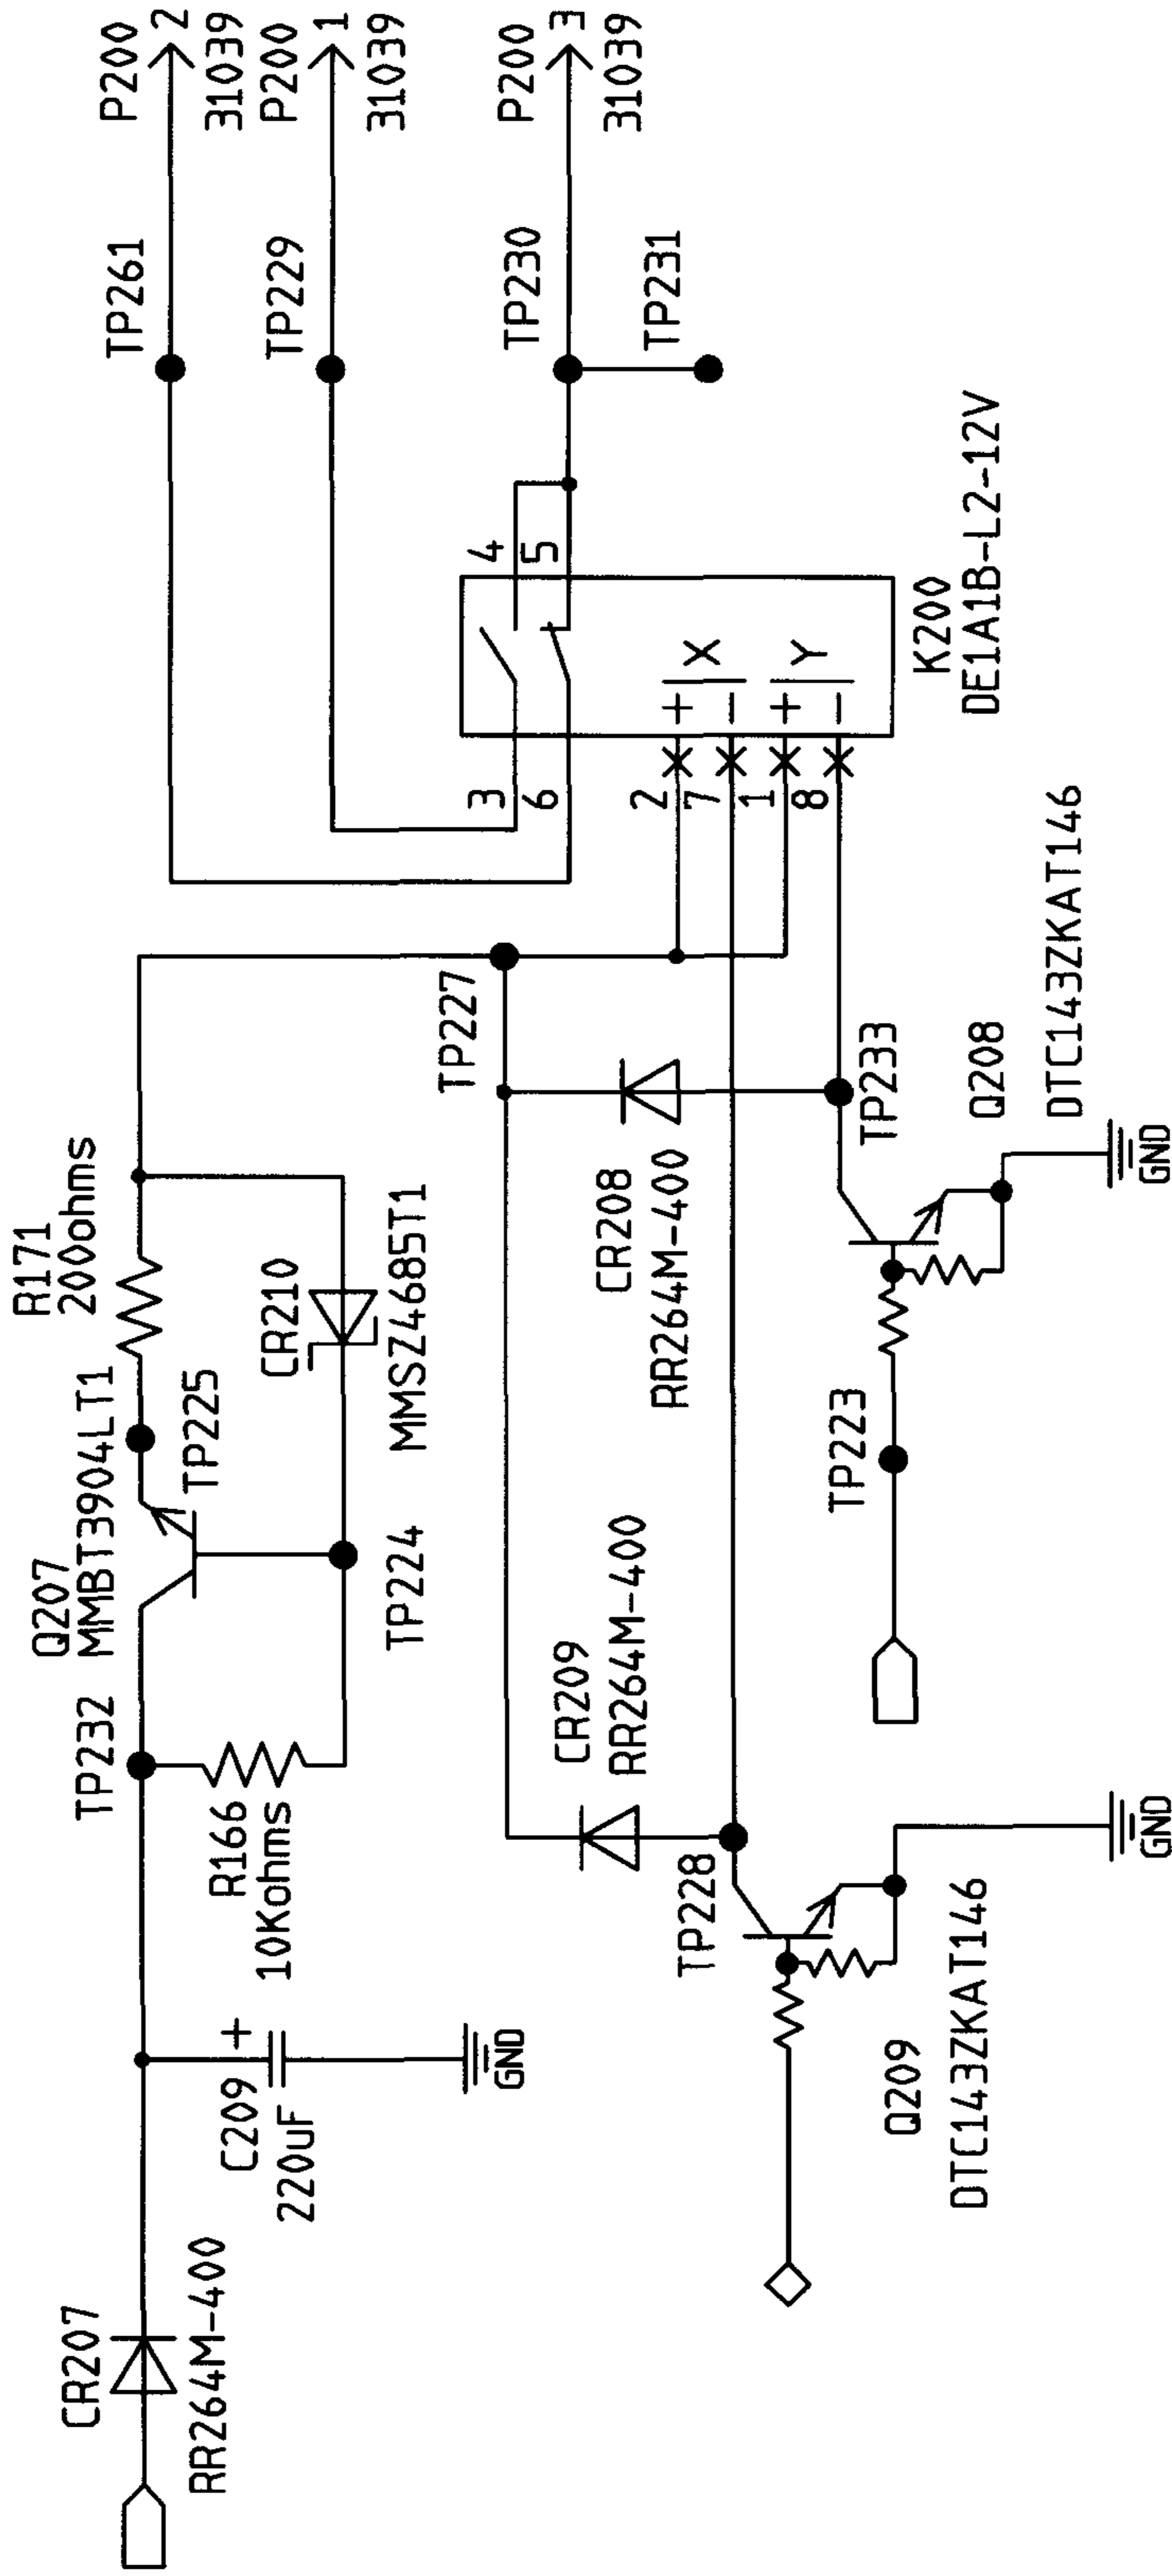 CR207
RR264M-400
C209
+
220uF
GND
R166
10Kohms
TP232
Q207
MMBT3904LT1
TP225
TP224
R171
200ohms
CR210
MMSZ4685T1
TP227
TP261
P200
2
31039
TP229
P200
1
31039
TP230
P200
3
31039
TP231
3
6
4
5
2
7
1
8
+
-
X
+
-
Y
K200
DE1A1B-L2-12V
CR209
RR264M-400
CR208
RR264M-400
TP228
Q209
DTC143ZKAT146
GND
TP223
TP233
Q208
DTC143ZKAT146
GND